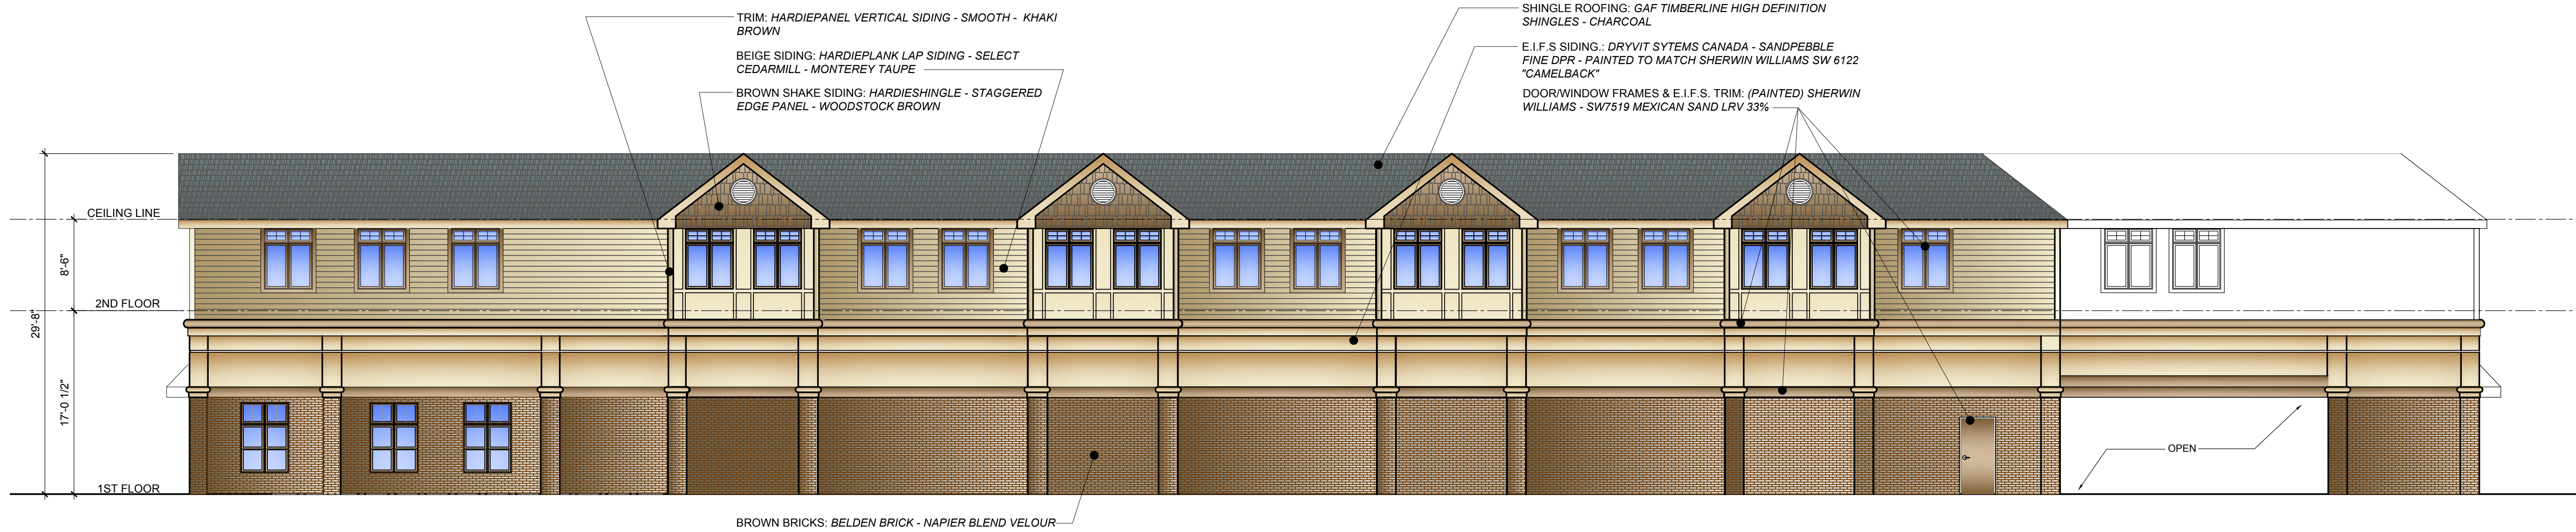 TRIM: HARDIEPANEL VERTICAL SIDING - SMOOTH - KHAKI
BROWN
BEIGE SIDING: HARDIEPLANK LAP SIDING - SELECT
CEDARMILL - MONTEREY TAUPE
BROWN SHAKE SIDING: HARDIESHINGLE - STAGGERED
EDGE PANEL - WOODSTOCK BROWN
SHINGLE ROOFING: GAF TIMBERLINE HIGH DEFINITION
SHINGLES - CHARCOAL
E.I.F.S SIDING.: DRYVIT SYTEMS CANADA - SANDPEBBLE
FINE DPR - PAINTED TO MATCH SHERWIN WILLIAMS SW 6122
"CAMELBACK"
DOOR/WINDOW FRAMES & E.I.F.S. TRIM: (PAINTED) SHERWIN
WILLIAMS - SW7519 MEXICAN SAND LRV 33%
CEILING LINE
8'-6"
2ND FLOOR
29'-8"
17'-0 1/2"
1ST FLOOR
OPEN
BROWN BRICKS: BELDEN BRICK - NAPIER BLEND VELOUR